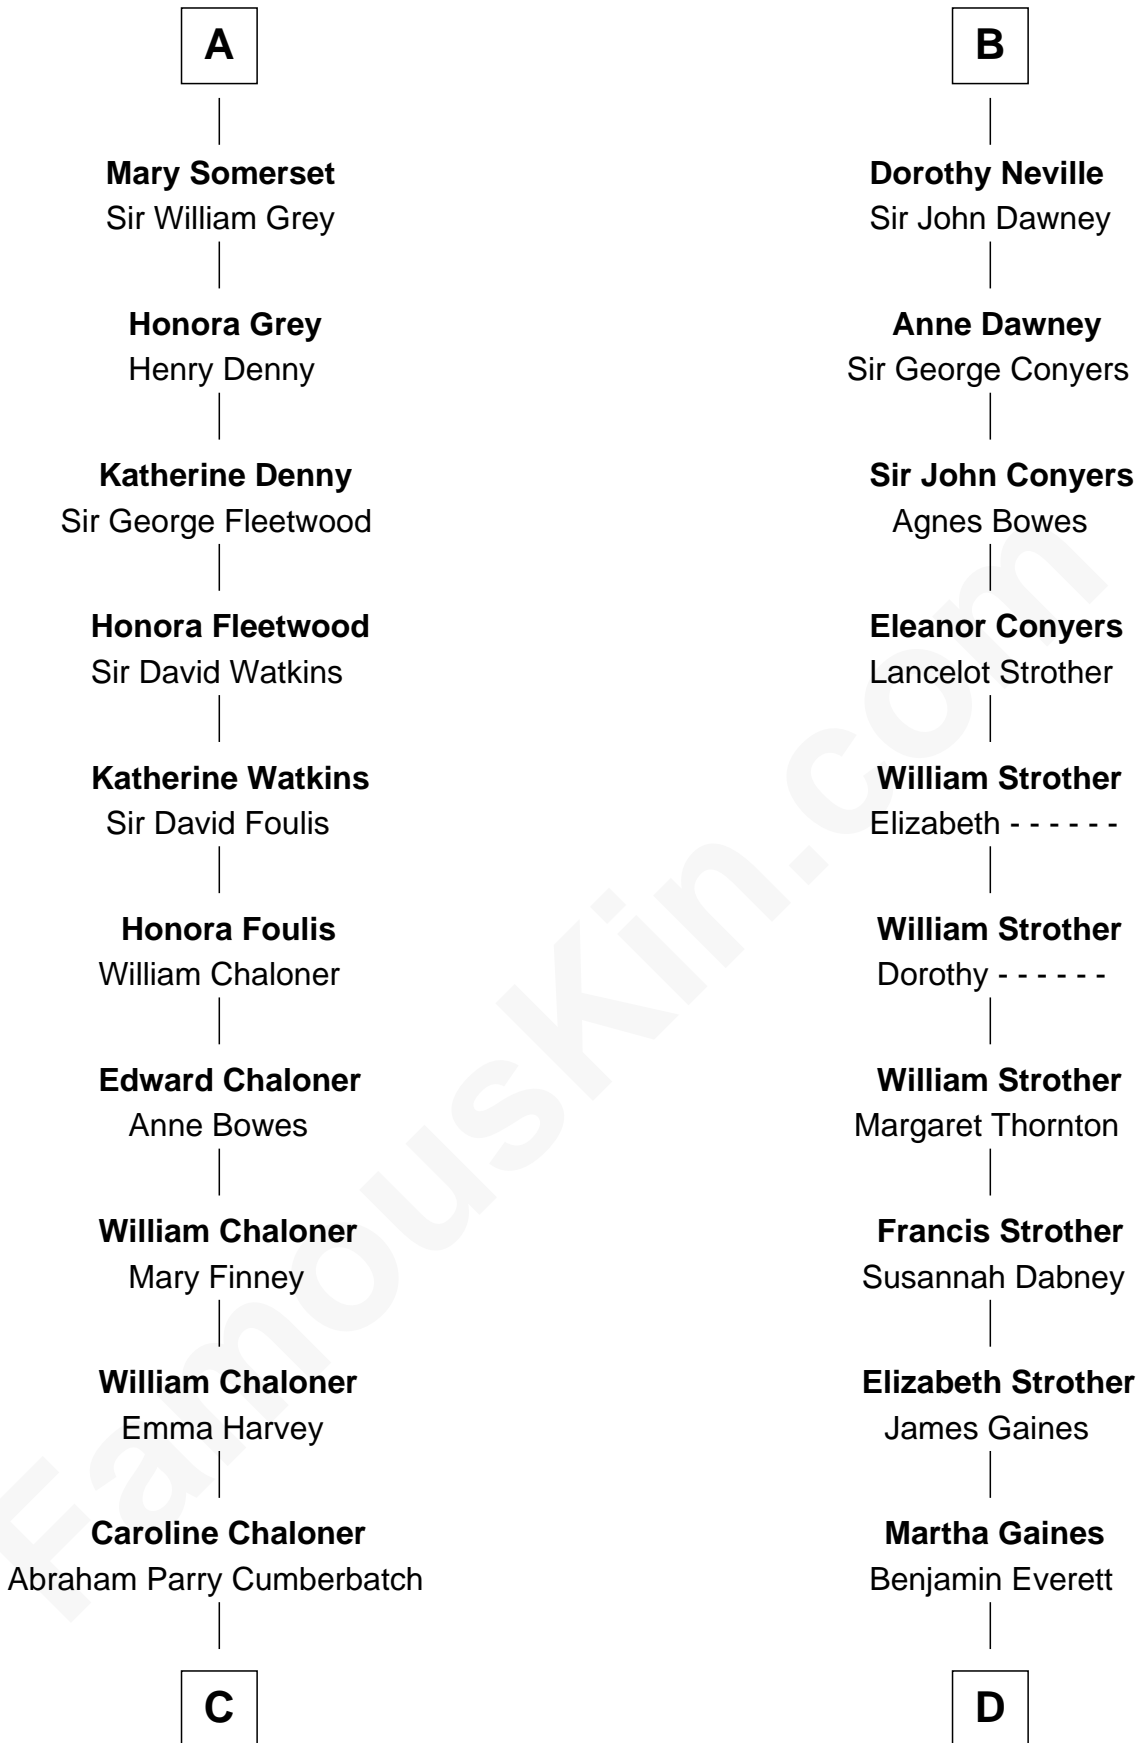 A
Mary Somerset
Sir William Grey
Honora Grey
Henry Denny
Katherine Denny
Sir George Fleetwood
Honora Fleetwood
Sir David Watkins
Katherine Watkins
Sir David Foulis
Honora Foulis
William Chaloner
Edward Chaloner
Anne Bowes
William Chaloner
Mary Finney
William Chaloner
Emma Harvey
Caroline Chaloner
Abraham Parry Cumberbatch
C
B
Dorothy Neville
Sir John Dawney
Anne Dawney
Sir George Conyers
Sir John Conyers
Agnes Bowes
Eleanor Conyers
Lancelot Strother
William Strother
Elizabeth - - - - - -
William Strother
Dorothy - - - - - -
William Strother
Margaret Thornton
Francis Strother
Susannah Dabney
Elizabeth Strother
James Gaines
Martha Gaines
Benjamin Everett
D
FamousKin.com